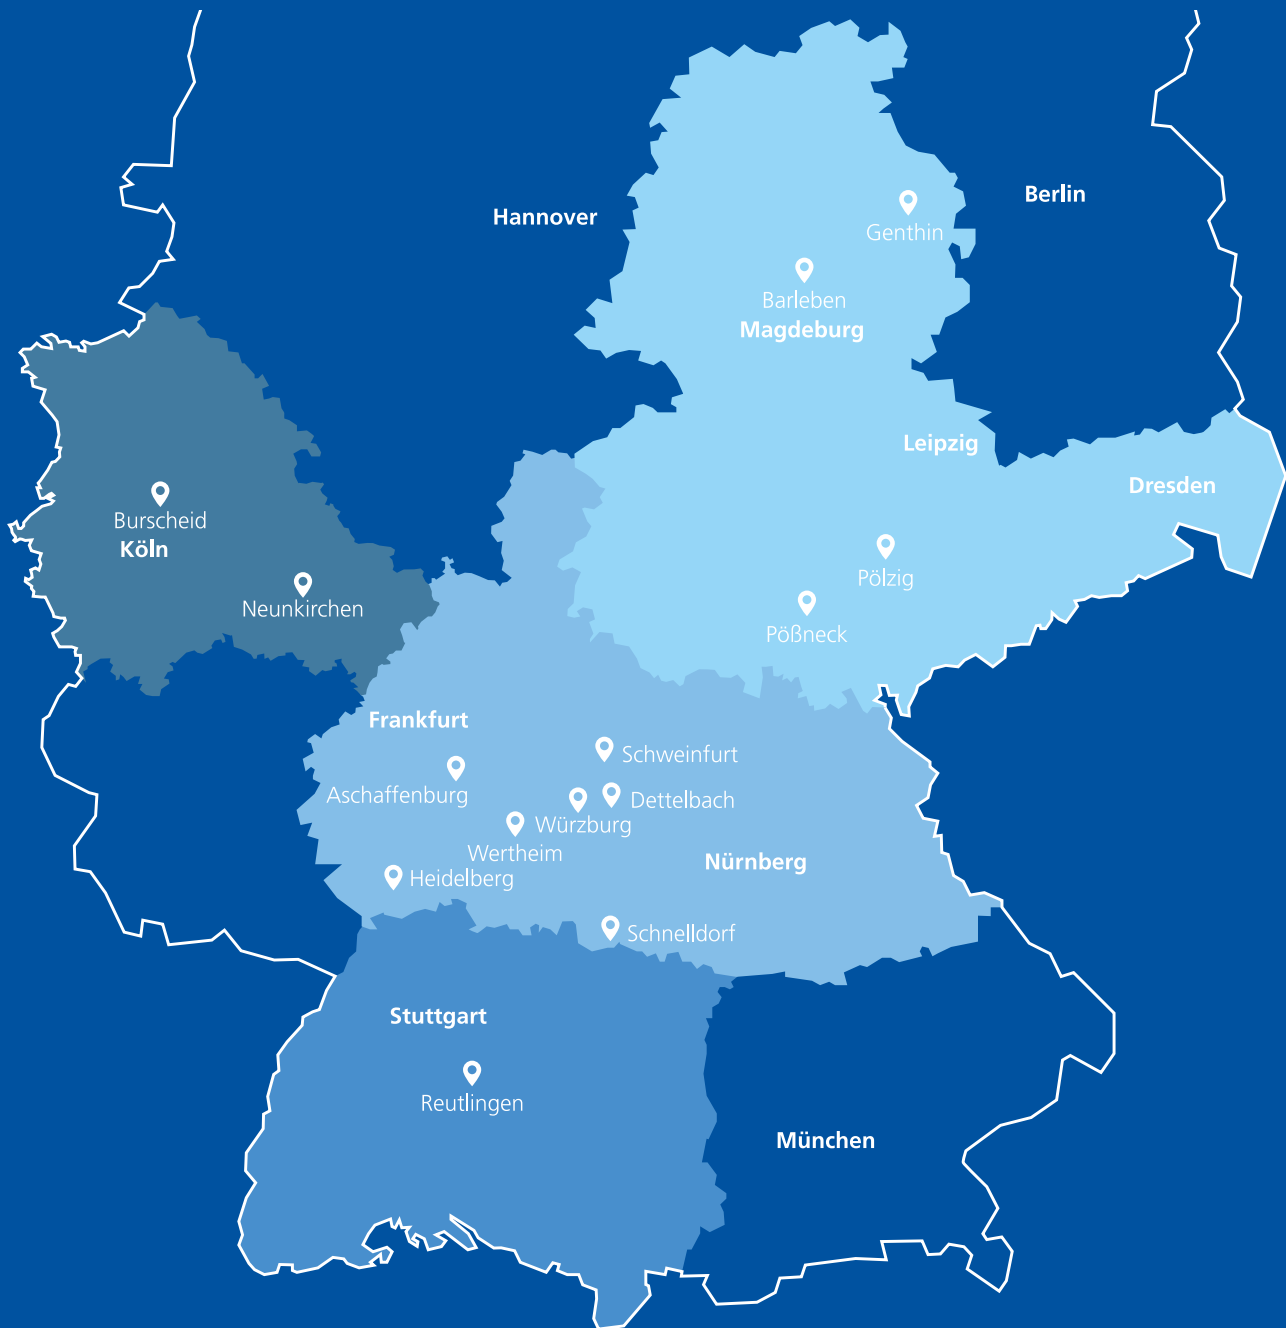 Berlin
Hannover
Genthin
Barleben
Magdeburg
Leipzig
Dresden
Burscheid
Köln
Pölzig
Neunkirchen
Pößneck
Frankfurt
Schweinfurt
Aschaffenburg
Dettelbach
Würzburg
Wertheim
Nürnberg
Heidelberg
Schnelldorf
Stuttgart
Reutlingen
München